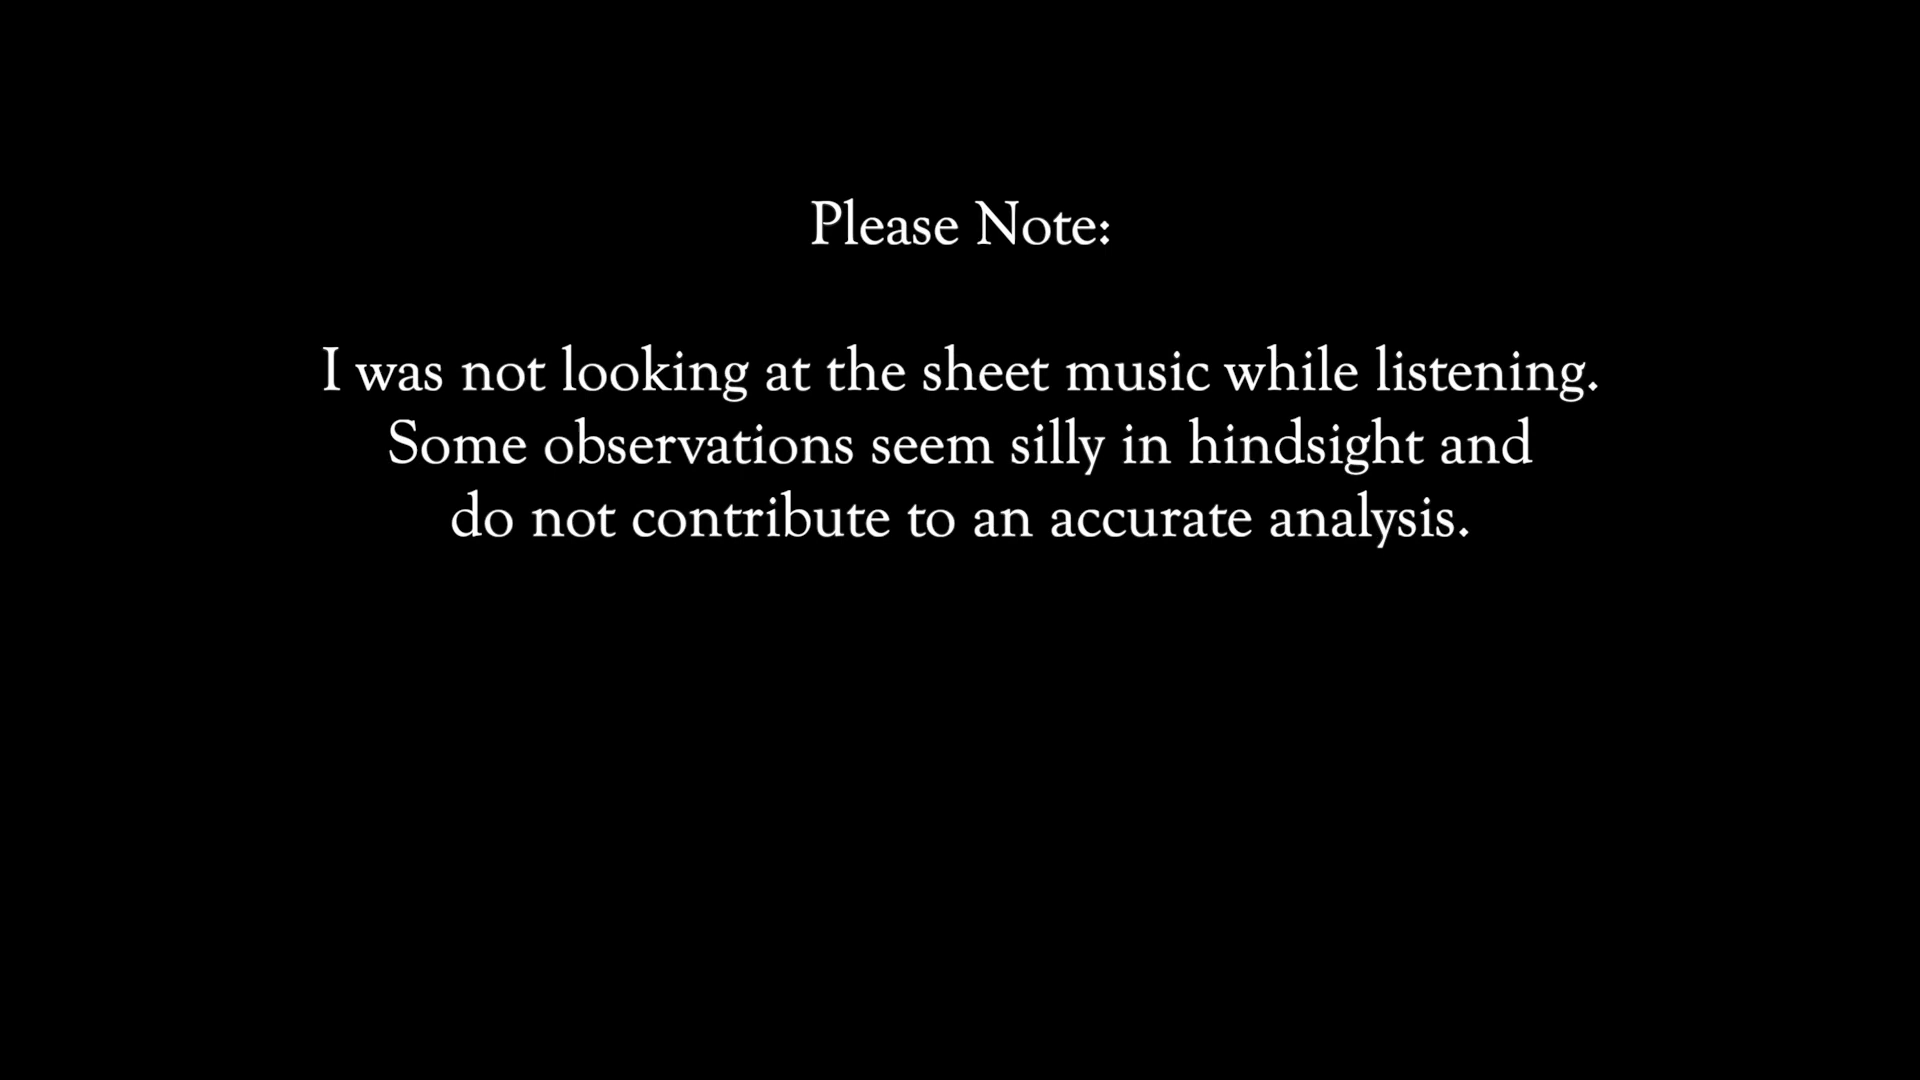 Please Note:
I was not looking at the sheet music while listening.
Some observations seem silly in hindsight and
do not contribute to an accurate analysis.